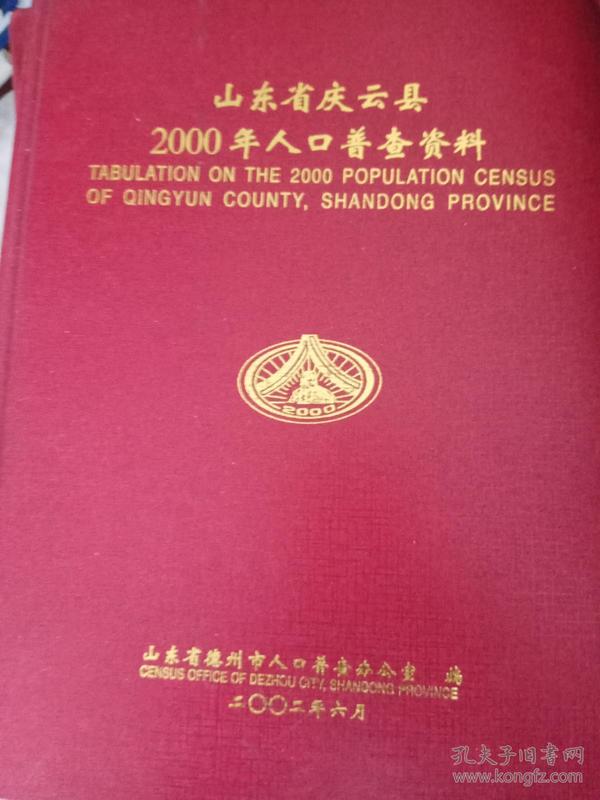 山东省庆云县
2000年人口普查资料
TABULATION ON THE 2000 POPULATION CENSUS
OF QINGYUN COUNTY, SHANDONG PROVINCE
2000
山东省德州市人口普查办公室 编
CENSUS OFFICE OF DEZHOU CITY, SHANDONG PROVINCE
二〇〇二年六月
孔夫子旧书网
www.kongfz.com